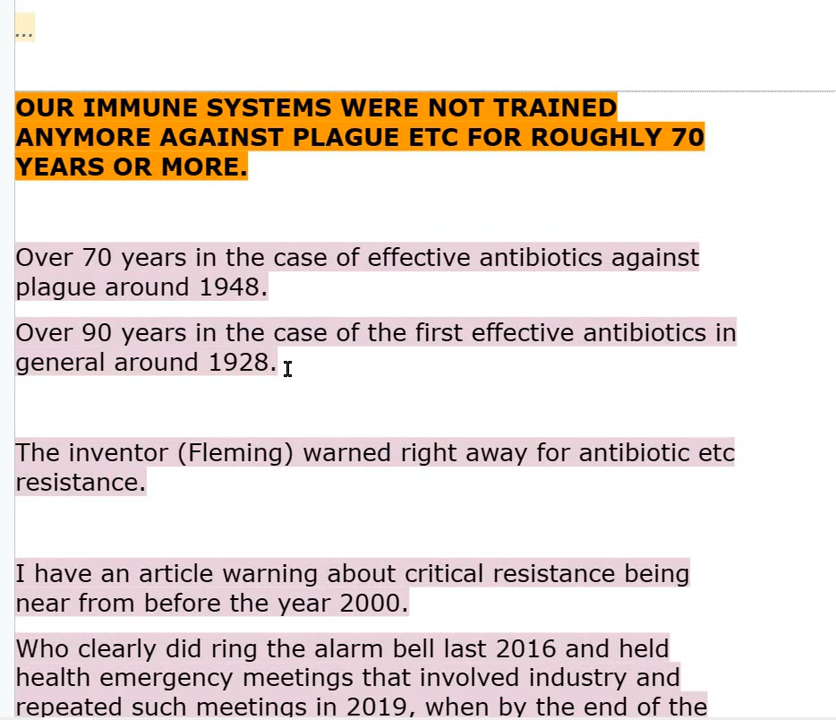 ...
OUR IMMUNE SYSTEMS WERE NOT TRAINED
ANYMORE AGAINST PLAGUE ETC FOR ROUGHLY 70
YEARS OR MORE.
Over 70 years in the case of effective antibiotics against
plague around 1948.
Over 90 years in the case of the first effective antibiotics in
general around 1928.
The inventor (Fleming) warned right away for antibiotic etc
resistance.
I have an article warning about critical resistance being
near from before the year 2000.
Who clearly did ring the alarm bell last 2016 and held
health emergency meetings that involved industry and
repeated such meetings in 2019, when by the end of the